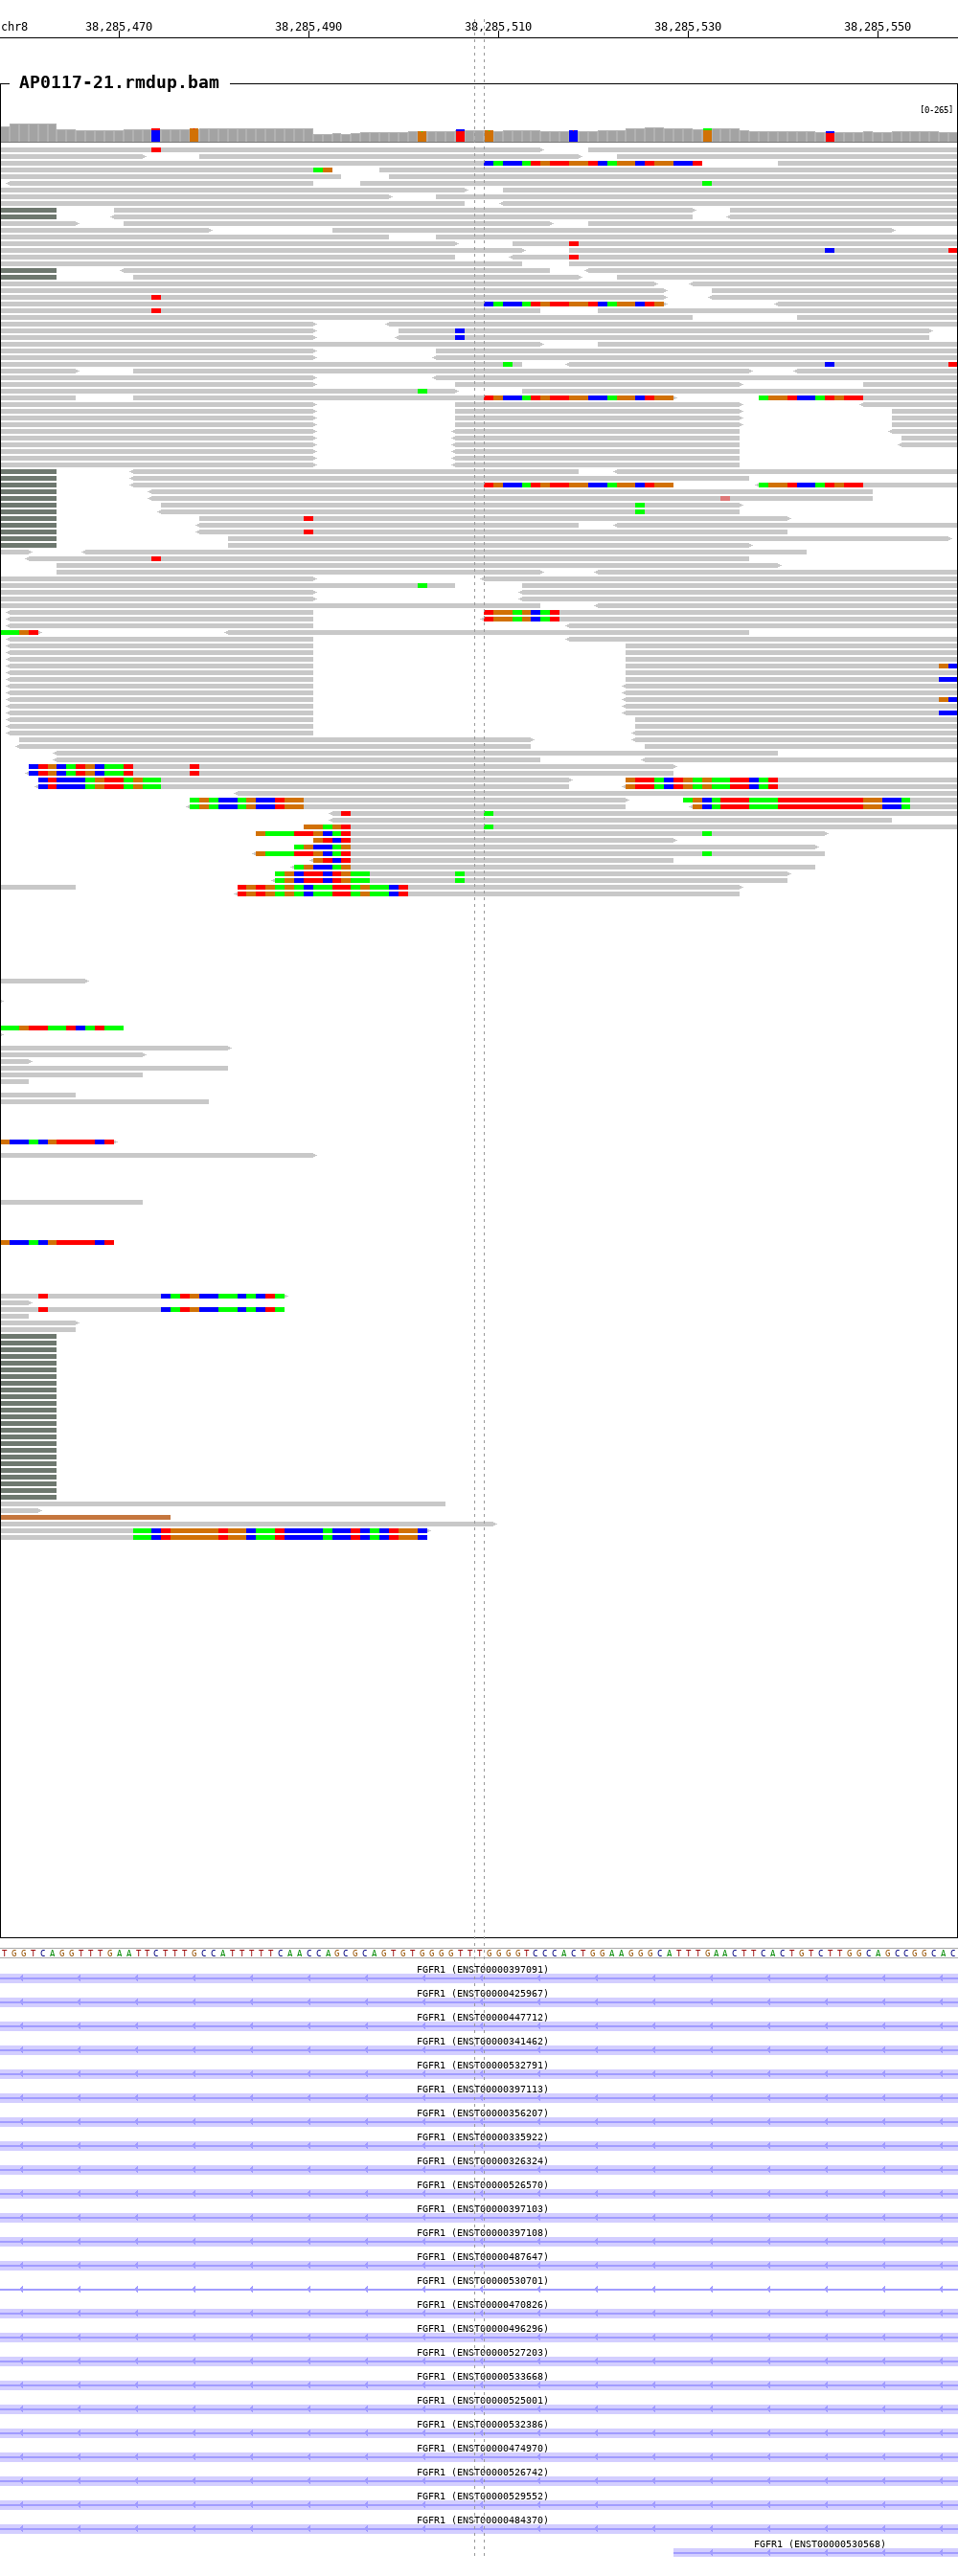 chr8 38,285,470 38,285,490 38,285,510 38,285,530 38,285,550
AP0117-21.rmdup.bam
[0-265]
TGGTCAGGTTTGAATTCTTTGCCATTTTTCAACCAGCGCAGTGTGGGGTTTGGGGTCCCACTGGAAGGGCATTTGAACTTCACTGTCTTGGCAGCCGGCAC
FGFR1 (ENST00000397091)
FGFR1 (ENST00000425967)
FGFR1 (ENST00000447712)
FGFR1 (ENST00000341462)
FGFR1 (ENST00000532791)
FGFR1 (ENST00000397113)
FGFR1 (ENST00000356207)
FGFR1 (ENST00000335922)
FGFR1 (ENST00000326324)
FGFR1 (ENST00000526570)
FGFR1 (ENST00000397103)
FGFR1 (ENST00000397108)
FGFR1 (ENST00000487647)
FGFR1 (ENST00000530701)
FGFR1 (ENST00000470826)
FGFR1 (ENST00000496296)
FGFR1 (ENST00000527203)
FGFR1 (ENST00000533668)
FGFR1 (ENST00000525001)
FGFR1 (ENST00000532386)
FGFR1 (ENST00000474970)
FGFR1 (ENST00000526742)
FGFR1 (ENST00000529552)
FGFR1 (ENST00000484370)
FGFR1 (ENST00000530568)